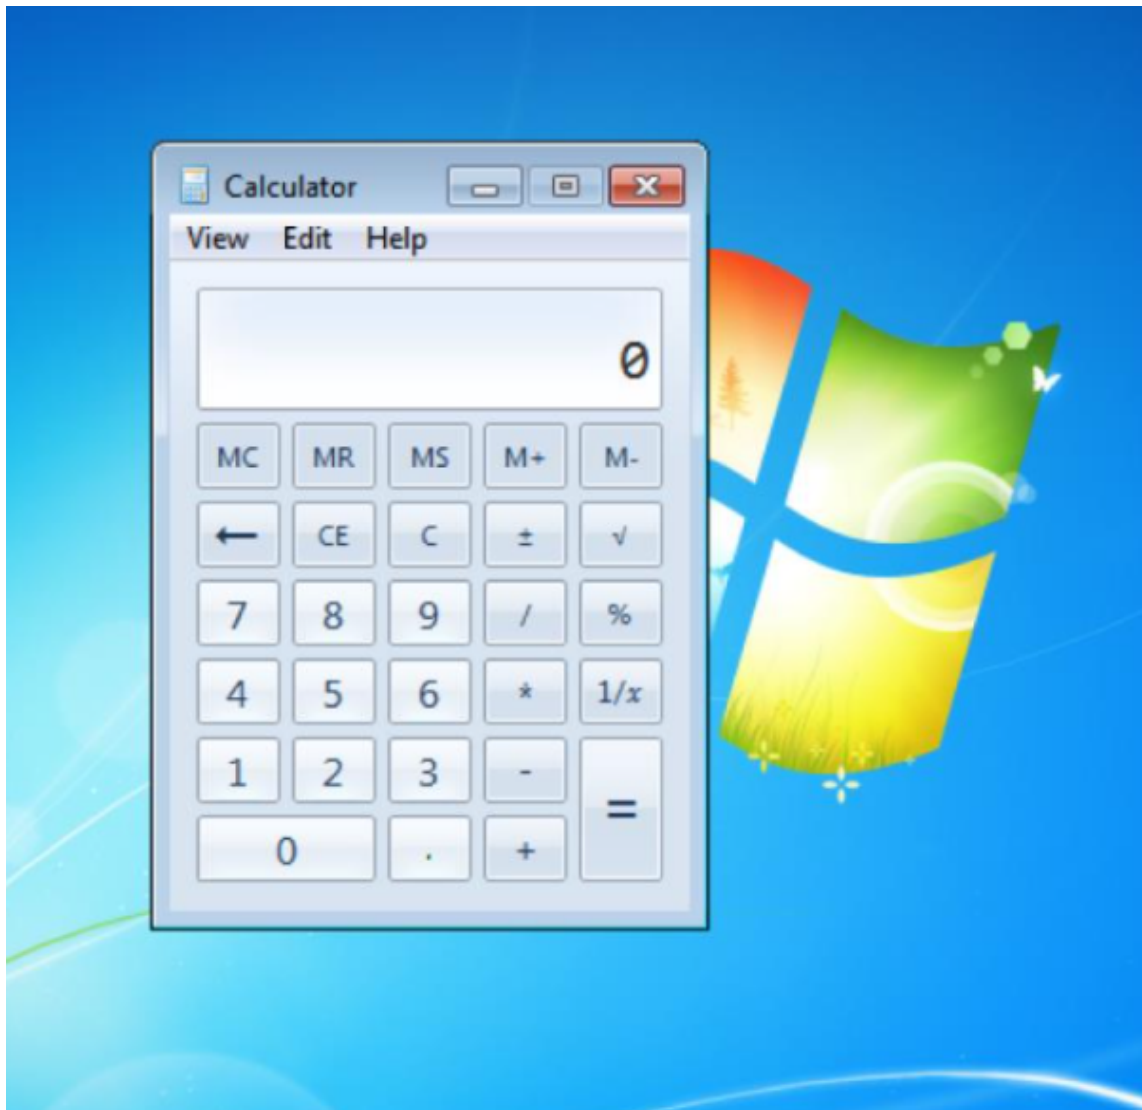 Calculator
View Edit Help
0
MC MR MS M+ M-
← CE C ± √
7 8 9 / %
4 5 6 * 1/x
1 2 3 - =
0 . +